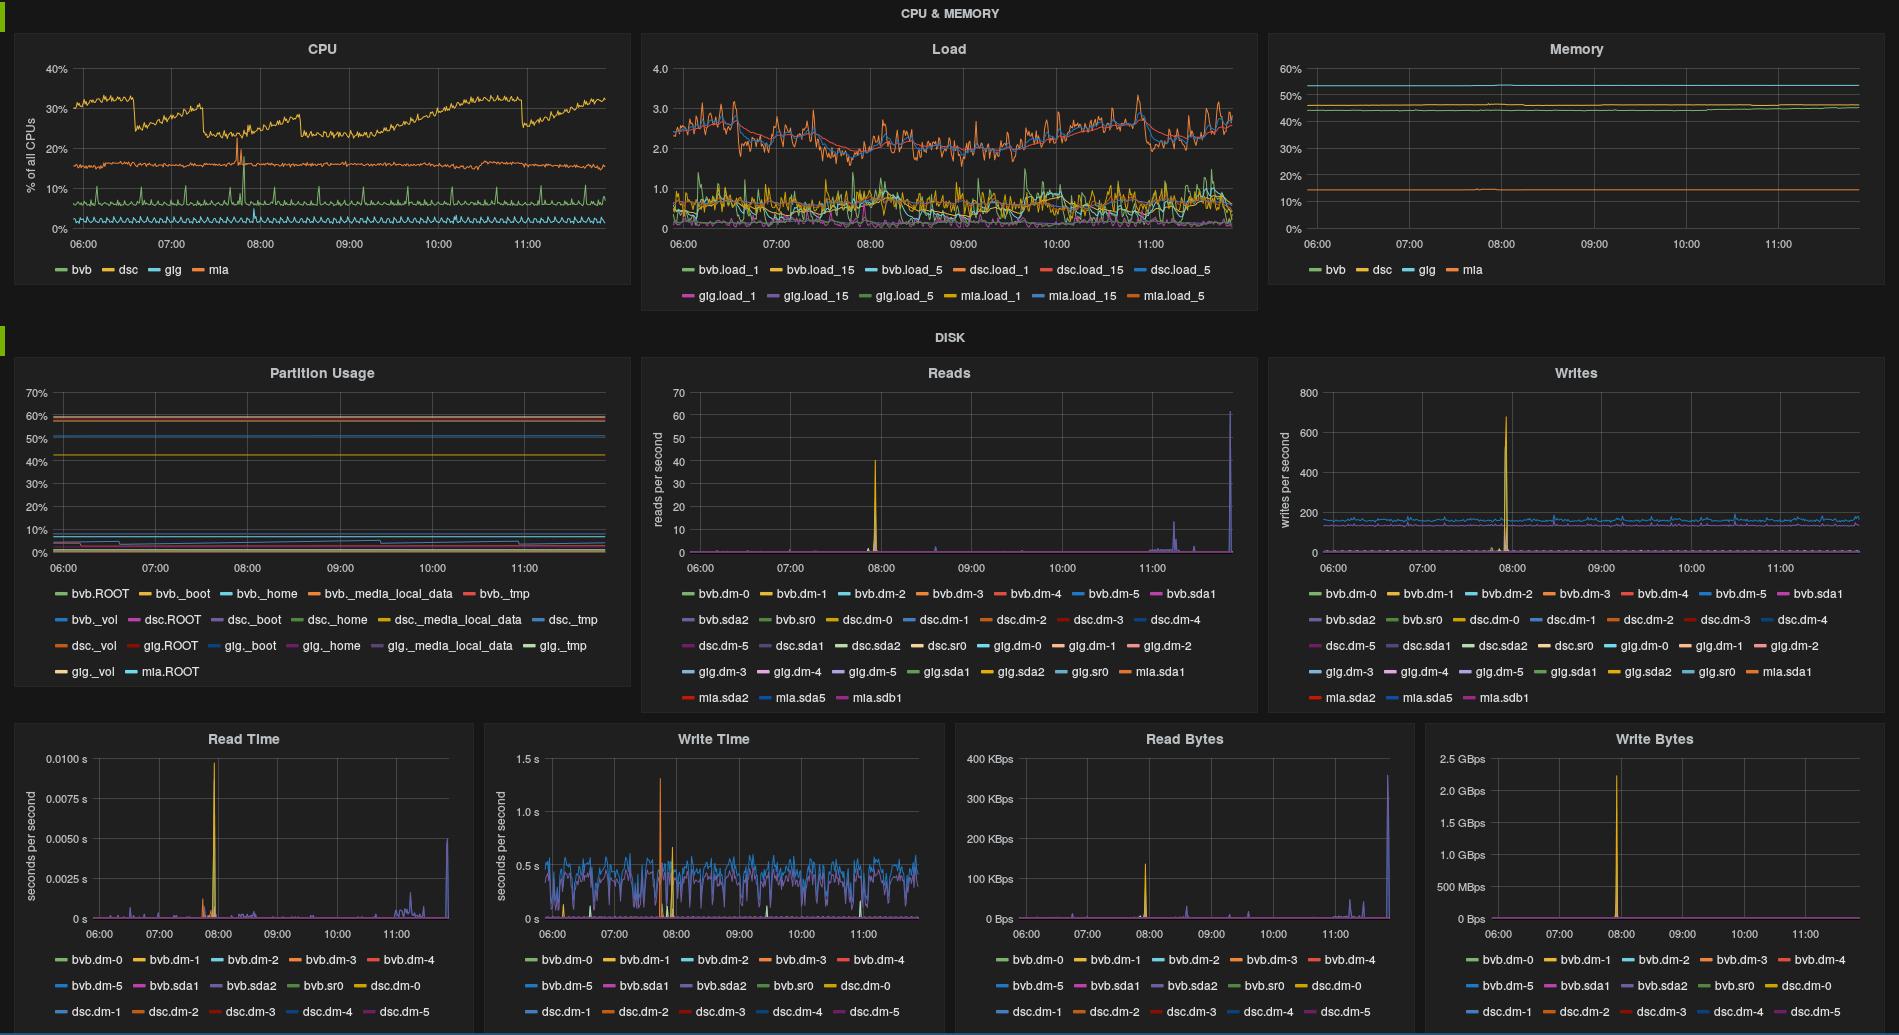 CPU & MEMORY
CPU
% of all CPUs
40%
30%
20%
10%
0%
06:00 07:00 08:00 09:00 10:00 11:00
bvb dsc gig mia
Load
4.0
3.0
2.0
1.0
0
06:00 07:00 08:00 09:00 10:00 11:00
bvb.load_1 bvb.load_15 bvb.load_5 dsc.load_1 dsc.load_15 dsc.load_5
gig.load_1 gig.load_15 gig.load_5 mia.load_1 mia.load_15 mia.load_5
Memory
60%
50%
40%
30%
20%
10%
0%
06:00 07:00 08:00 09:00 10:00 11:00
bvb dsc gig mia
DISK
Partition Usage
70%
60%
50%
40%
30%
20%
10%
0%
06:00 07:00 08:00 09:00 10:00 11:00
bvb.ROOT bvb._boot bvb._home bvb._media_local_data bvb._tmp
bvb._vol dsc.ROOT dsc._boot dsc._home dsc._media_local_data dsc._tmp
dsc._vol gig.ROOT gig._boot gig._home gig._media_local_data gig._tmp
gig._vol mia.ROOT
Reads
reads per second
70
60
50
40
30
20
10
0
06:00 07:00 08:00 09:00 10:00 11:00
bvb.dm-0 bvb.dm-1 bvb.dm-2 bvb.dm-3 bvb.dm-4 bvb.dm-5 bvb.sda1
bvb.sda2 bvb.sr0 dsc.dm-0 dsc.dm-1 dsc.dm-2 dsc.dm-3 dsc.dm-4
dsc.dm-5 dsc.sda1 dsc.sda2 dsc.sr0 gig.dm-0 gig.dm-1 gig.dm-2
gig.dm-3 gig.dm-4 gig.dm-5 gig.sda1 gig.sda2 gig.sr0 mia.sda1
mia.sda2 mia.sda5 mia.sdb1
Writes
writes per second
800
600
400
200
0
06:00 07:00 08:00 09:00 10:00 11:00
bvb.dm-0 bvb.dm-1 bvb.dm-2 bvb.dm-3 bvb.dm-4 bvb.dm-5 bvb.sda1
bvb.sda2 bvb.sr0 dsc.dm-0 dsc.dm-1 dsc.dm-2 dsc.dm-3 dsc.dm-4
dsc.dm-5 dsc.sda1 dsc.sda2 dsc.sr0 gig.dm-0 gig.dm-1 gig.dm-2
gig.dm-3 gig.dm-4 gig.dm-5 gig.sda1 gig.sda2 gig.sr0 mia.sda1
mia.sda2 mia.sda5 mia.sdb1
Read Time
seconds per second
0.0100 s
0.0075 s
0.0050 s
0.0025 s
0 s
06:00 07:00 08:00 09:00 10:00 11:00
bvb.dm-0 bvb.dm-1 bvb.dm-2 bvb.dm-3 bvb.dm-4
bvb.dm-5 bvb.sda1 bvb.sda2 bvb.sr0 dsc.dm-0
dsc.dm-1 dsc.dm-2 dsc.dm-3 dsc.dm-4 dsc.dm-5
Write Time
seconds per second
1.5 s
1.0 s
0.5 s
0 s
06:00 07:00 08:00 09:00 10:00 11:00
bvb.dm-0 bvb.dm-1 bvb.dm-2 bvb.dm-3 bvb.dm-4
bvb.dm-5 bvb.sda1 bvb.sda2 bvb.sr0 dsc.dm-0
dsc.dm-1 dsc.dm-2 dsc.dm-3 dsc.dm-4 dsc.dm-5
Read Bytes
400 KBps
300 KBps
200 KBps
100 KBps
0 Bps
06:00 07:00 08:00 09:00 10:00 11:00
bvb.dm-0 bvb.dm-1 bvb.dm-2 bvb.dm-3 bvb.dm-4
bvb.dm-5 bvb.sda1 bvb.sda2 bvb.sr0 dsc.dm-0
dsc.dm-1 dsc.dm-2 dsc.dm-3 dsc.dm-4 dsc.dm-5
Write Bytes
2.5 GBps
2.0 GBps
1.5 GBps
1.0 GBps
500 MBps
0 Bps
06:00 07:00 08:00 09:00 10:00 11:00
bvb.dm-0 bvb.dm-1 bvb.dm-2 bvb.dm-3 bvb.dm-4
bvb.dm-5 bvb.sda1 bvb.sda2 bvb.sr0 dsc.dm-0
dsc.dm-1 dsc.dm-2 dsc.dm-3 dsc.dm-4 dsc.dm-5